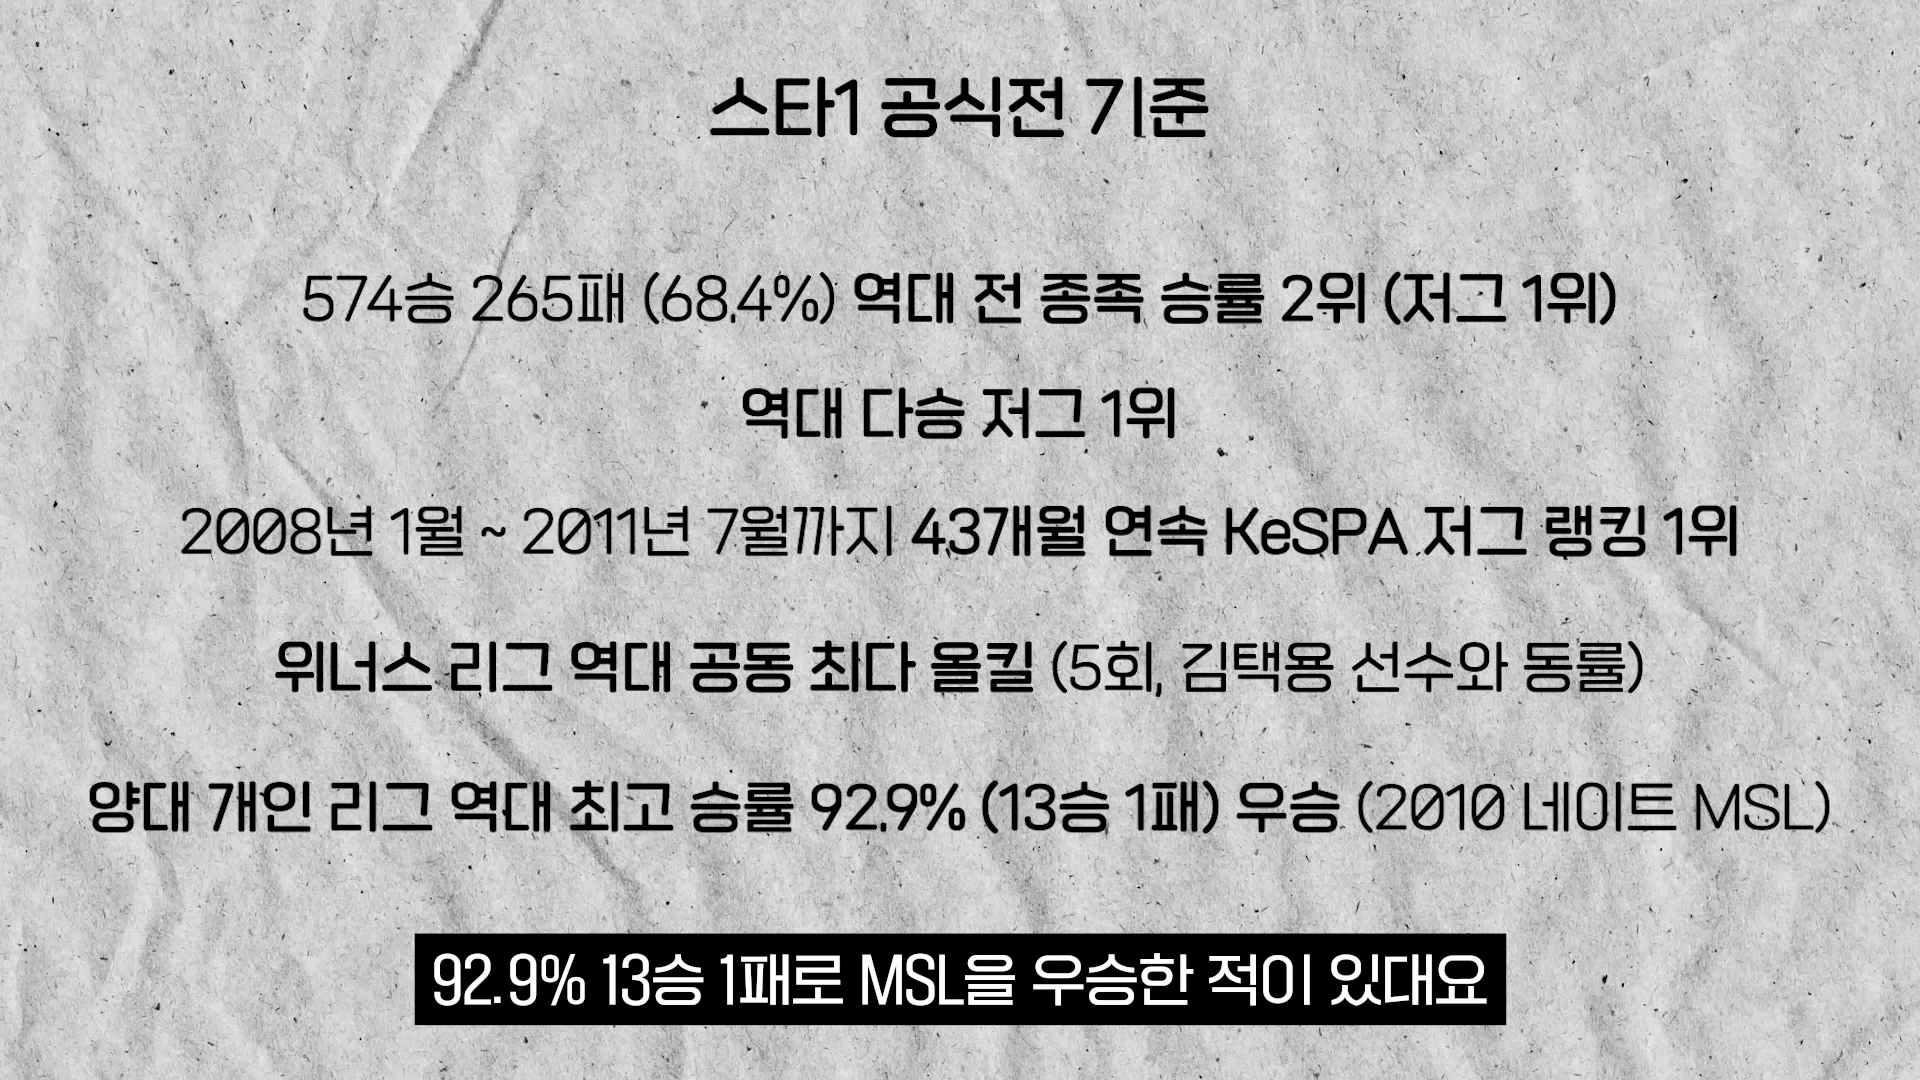 스타1 공식전 기준
574승 265패 (68.4%) 역대 전 종족 승률 2위 (저그 1위)
역대 다승 저그 1위
2008년 1월 ~ 2011년 7월까지 43개월 연속 KeSPA 저그 랭킹 1위
위너스 리그 역대 공동 최다 올킬 (5회, 김택용 선수와 동률)
양대 개인 리그 역대 최고 승률 92.9% (13승 1패) 우승 (2010 네이트 MSL)
92.9% 13승 1패로 MSL을 우승한 적이 있대요